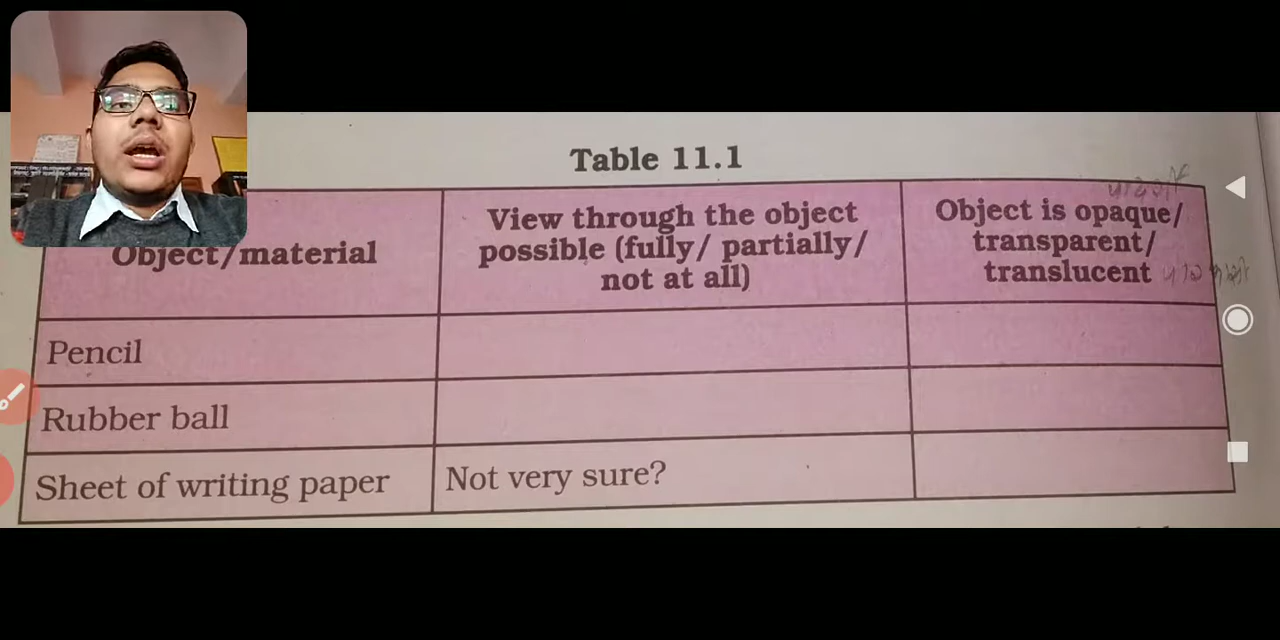 Table 11.1
Object/material
View through the object
possible (fully/ partially/
not at all)
Object is opaque/
transparent/
translucent
Pencil
Rubber ball
Sheet of writing paper
Not very sure?